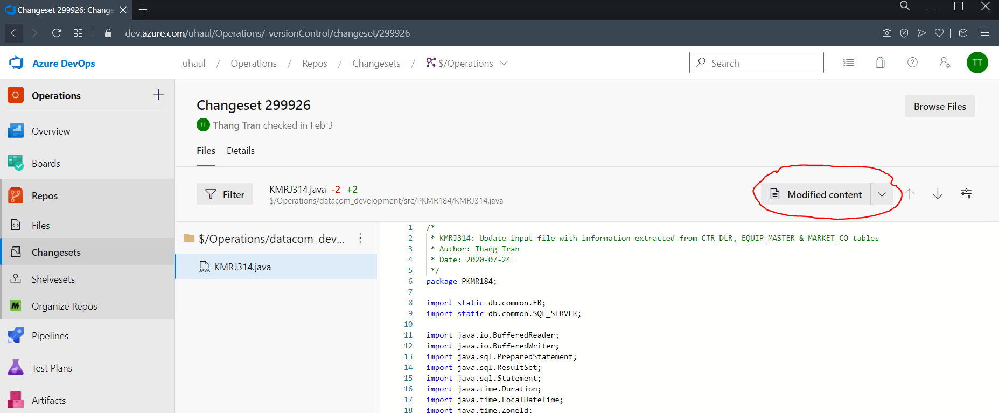 Changeset 299926: Change
dev.azure.com/uhaul/Operations/_versionControl/changeset/299926
Azure DevOps
uhaul / Operations / Repos / Changesets / $/Operations
Search
TT
O Operations
Changeset 299926
Browse Files
TT Thang Tran checked in Feb 3
Overview
Files Details
Boards
Repos
Filter
KMRJ314.java -2 +2
$/Operations/datacom_development/src/PKMR184/KMRJ314.java
Modified content
Files
Changesets
Shelvesets
Organize Repos
Pipelines
Test Plans
Artifacts
$/Operations/datacom_dev...
JAVA KMRJ314.java
1 /*
2 * KMRJ314: Update input file with information extracted from CTR_DLR, EQUIP_MASTER & MARKET_CO tables
3 * Author: Thang Tran
4 * Date: 2020-07-24
5 */
6 package PKMR184;
7
8 import static db.common.ER;
9 import static db.common.SQL_SERVER;
10
11 import java.io.BufferedReader;
12 import java.io.BufferedWriter;
13 import java.sql.PreparedStatement;
14 import java.sql.ResultSet;
15 import java.sql.Statement;
16 import java.time.Duration;
17 import java.time.LocalDateTime;
18 import java.time.ZoneId;